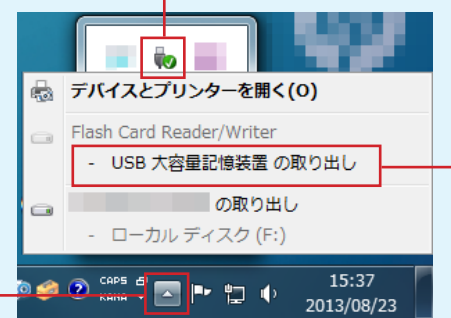 デバイスとプリンターを開く(O)
Flash Card Reader/Writer
- USB 大容量記憶装置 の取り出し
の取り出し
- ローカル ディスク (F:)
CAPS
KANA
15:37
2013/08/23